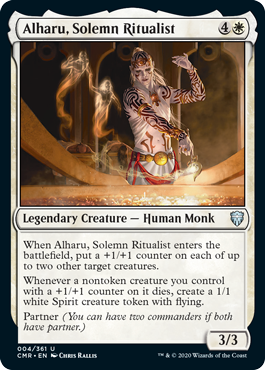 Alharu, Solemn Ritualist 4
Legendary Creature — Human Monk
When Alharu, Solemn Ritualist enters the
battlefield, put a +1/+1 counter on each of up
to two other target creatures.
Whenever a nontoken creature you control
with a +1/+1 counter on it dies, create a 1/1
white Spirit creature token with flying.
Partner (You can have two commanders if both
have partner.)
3/3
004/361 U
CMR • EN Chris Rallis
™ & © 2020 Wizards of the Coast